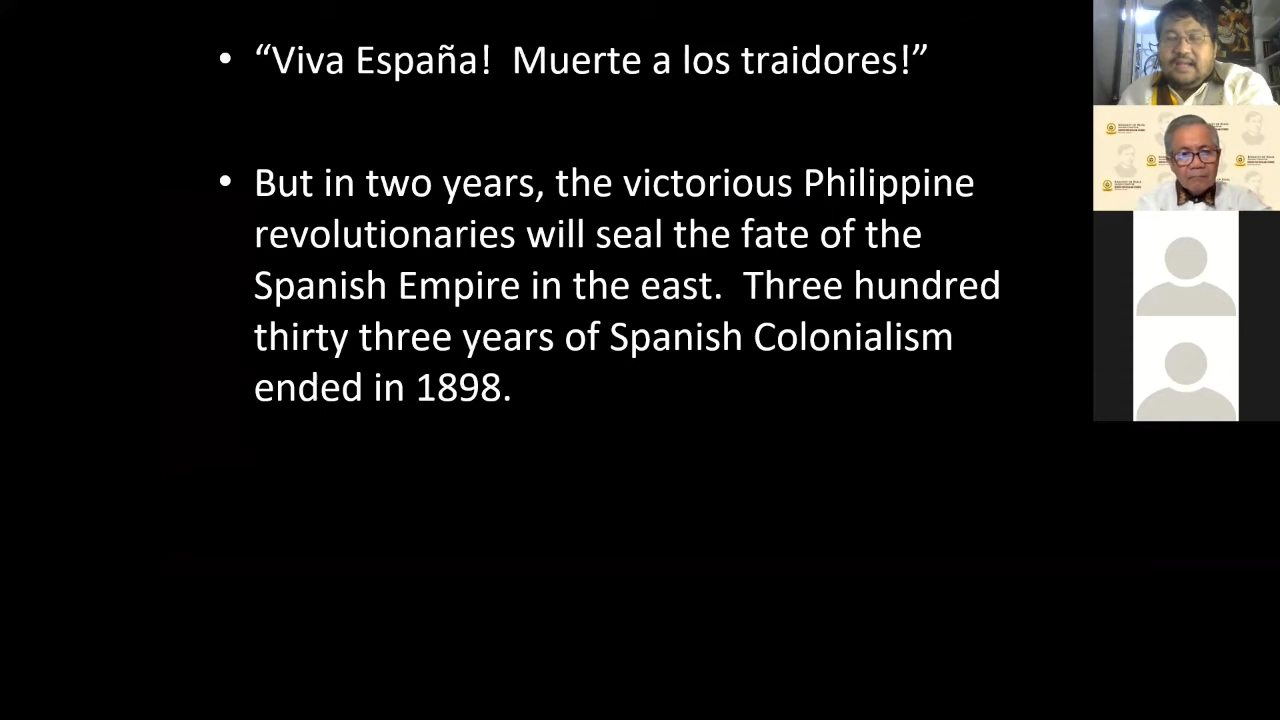 • “Viva España!  Muerte a los traidores!”
• But in two years, the victorious Philippine
revolutionaries will seal the fate of the
Spanish Empire in the east.  Three hundred
thirty three years of Spanish Colonialism
ended in 1898.